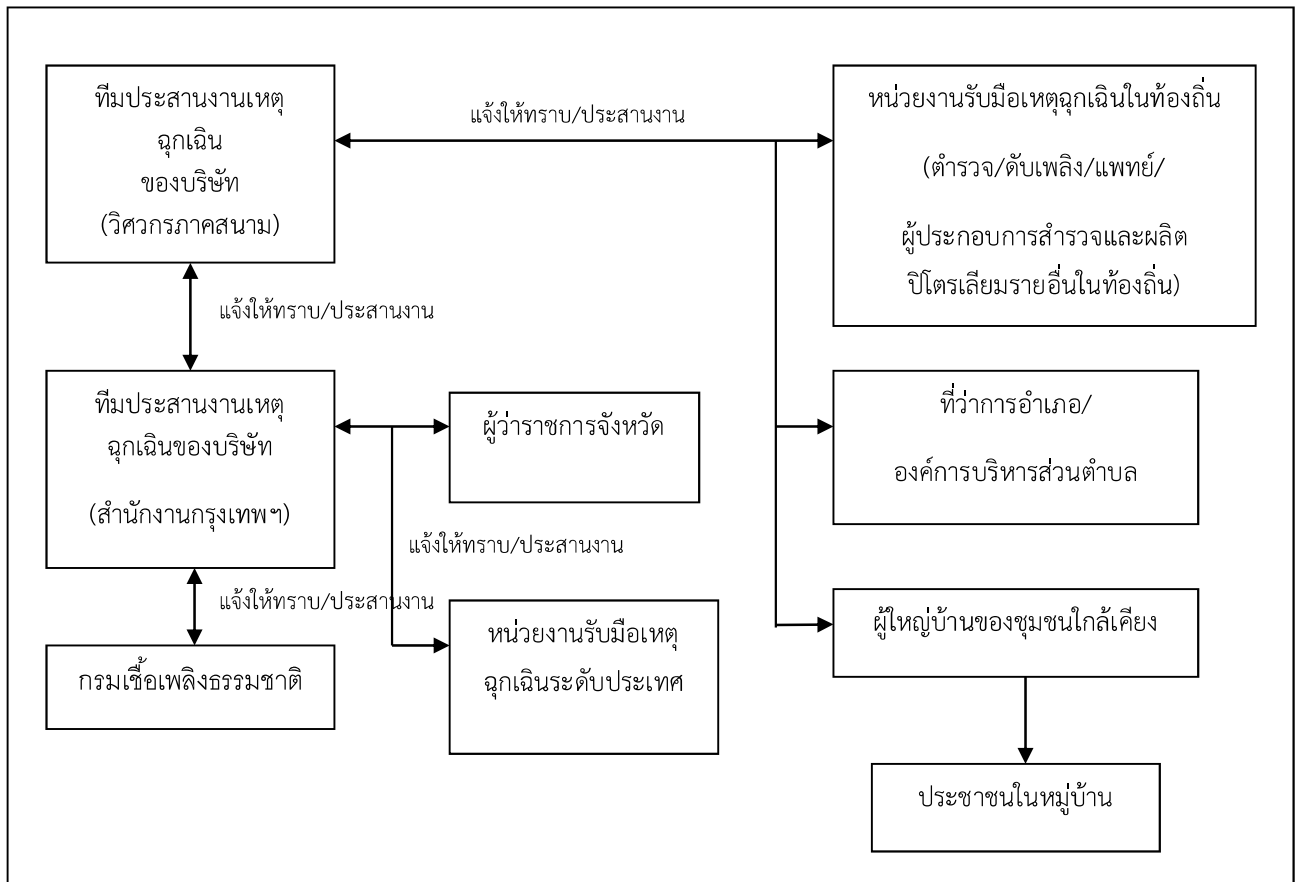 ทีมประสานงานเหตุ
ฉุกเฉิน
ของบริษัท
(วิศวกรภาคสนาม)
แจ้งให้ทราบ/ประสานงาน
หน่วยงานรับมือเหตุฉุกเฉินในท้องถิ่น
(ตำรวจ/ดับเพลิง/แพทย์/
ผู้ประกอบการสำรวจและผลิต
ปิโตรเลียมรายอื่นในท้องถิ่น)
แจ้งให้ทราบ/ประสานงาน
ทีมประสานงานเหตุ
ฉุกเฉินของบริษัท
(สำนักงานกรุงเทพฯ)
ผู้ว่าราชการจังหวัด
ที่ว่าการอำเภอ/
องค์การบริหารส่วนตำบล
แจ้งให้ทราบ/ประสานงาน
แจ้งให้ทราบ/ประสานงาน
กรมเชื้อเพลิงธรรมชาติ
หน่วยงานรับมือเหตุ
ฉุกเฉินระดับประเทศ
ผู้ใหญ่บ้านของชุมชนใกล้เคียง
ประชาชนในหมู่บ้าน